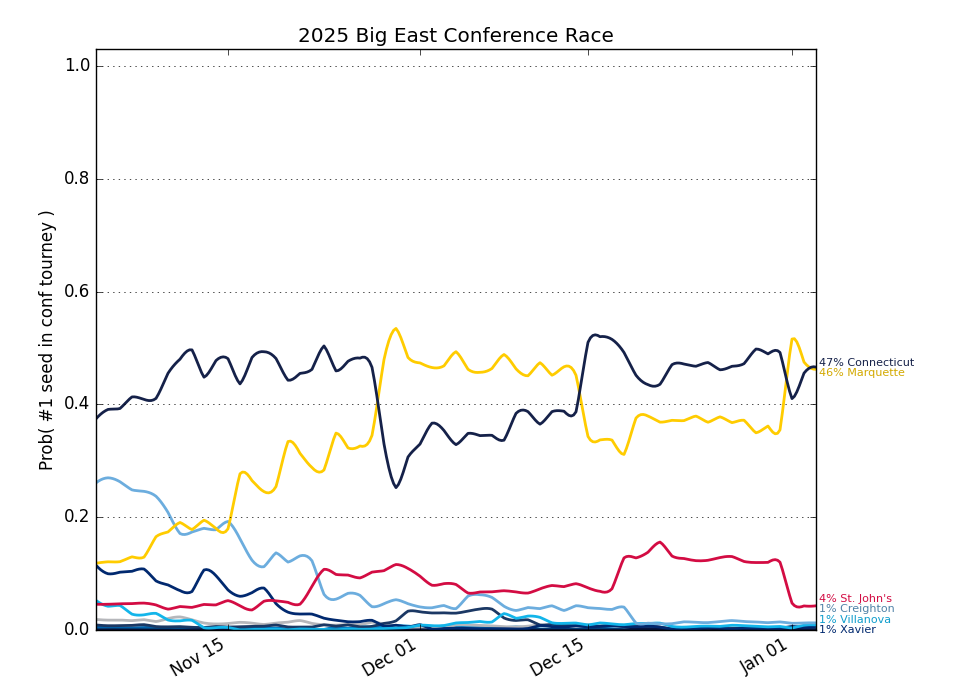 2025 Big East Conference Race
Prob( #1 seed in conf tourney )
1.0
0.8
0.6
0.4
0.2
0.0
47% Connecticut
46% Marquette
4% St. John's
1% Creighton
1% Villanova
1% Xavier
Nov 15
Dec 01
Dec 15
Jan 01